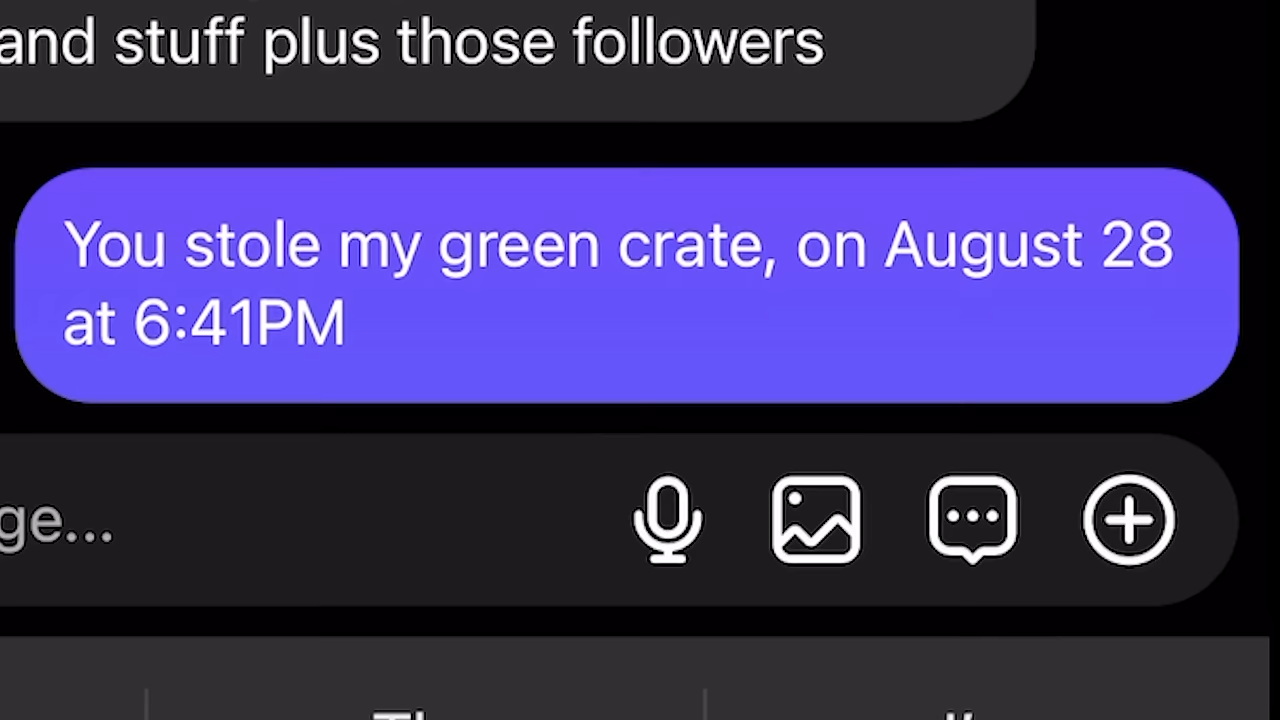 and stuff plus those followers
You stole my green crate, on August 28
at 6:41PM
ge...